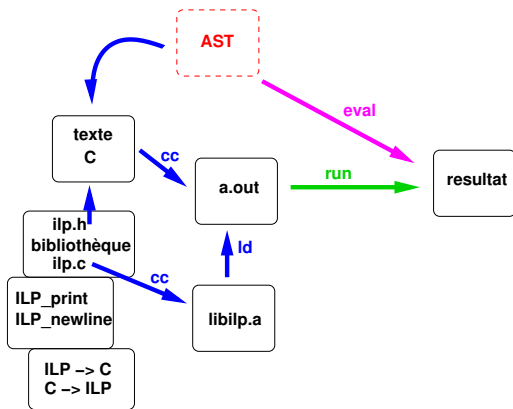 AST
eval
texte
C
cc
a.out
run
resultat
ilp.h
bibliothèque
ilp.c
cc
ld
ILP_print
ILP_newline
libilp.a
ILP −> C
C −> ILP